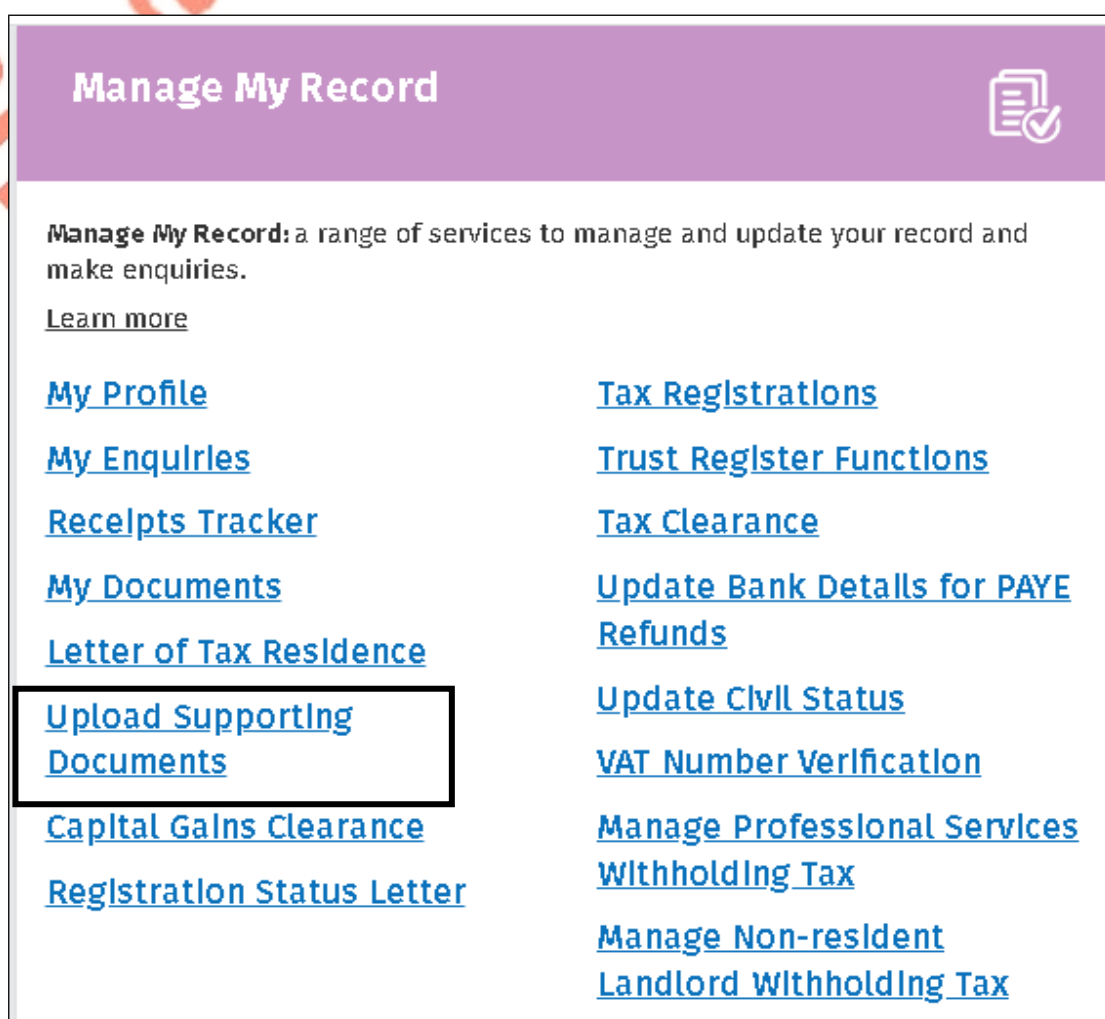 Manage My Record
Manage My Record: a range of services to manage and update your record and
make enquiries.
Learn more
My Profile
My Enquiries
Receipts Tracker
My Documents
Letter of Tax Residence
Upload Supporting
Documents
Capital Gains Clearance
Registration Status Letter
Tax Registrations
Trust Register Functions
Tax Clearance
Update Bank Details for PAYE
Refunds
Update Civil Status
VAT Number Verification
Manage Professional Services
Withholding Tax
Manage Non-resident
Landlord Withholding Tax